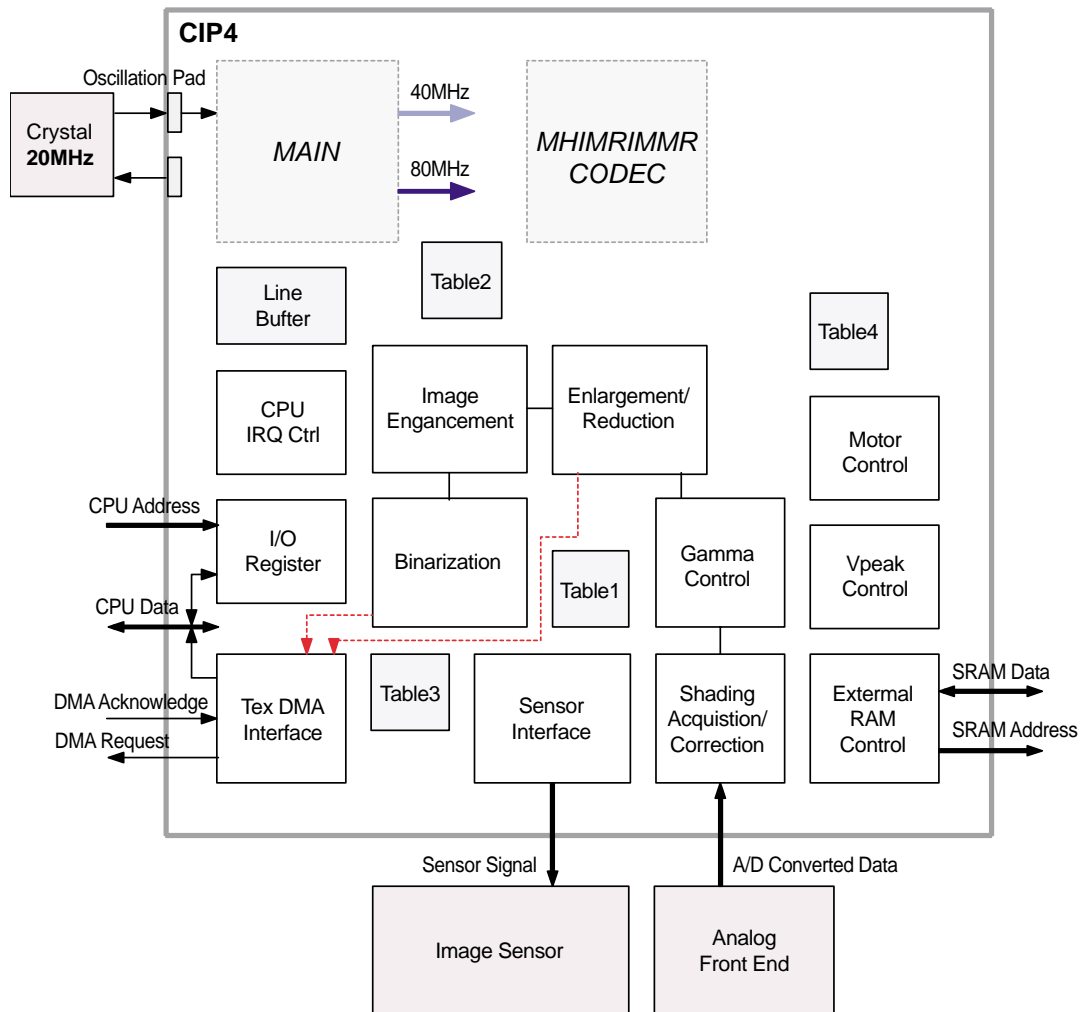 CIP4
Oscillation Pad
Crystal
20MHz
MAIN
40MHz
80MHz
MHIMRIMMR
CODEC
Table2
Line
Bufter
Table4
CPU
IRQ Ctrl
Image
Engancement
Enlargement/
Reduction
Motor
Control
CPU Address
I/O
Register
Binarization
Table1
Gamma
Control
Vpeak
Control
CPU Data
DMA Acknowledge
DMA Request
Tex DMA
Interface
Table3
Sensor
Interface
Shading
Acquistion/
Correction
Extermal
RAM
Control
SRAM Data
SRAM Address
Sensor Signal
A/D Converted Data
Image Sensor
Analog
Front End